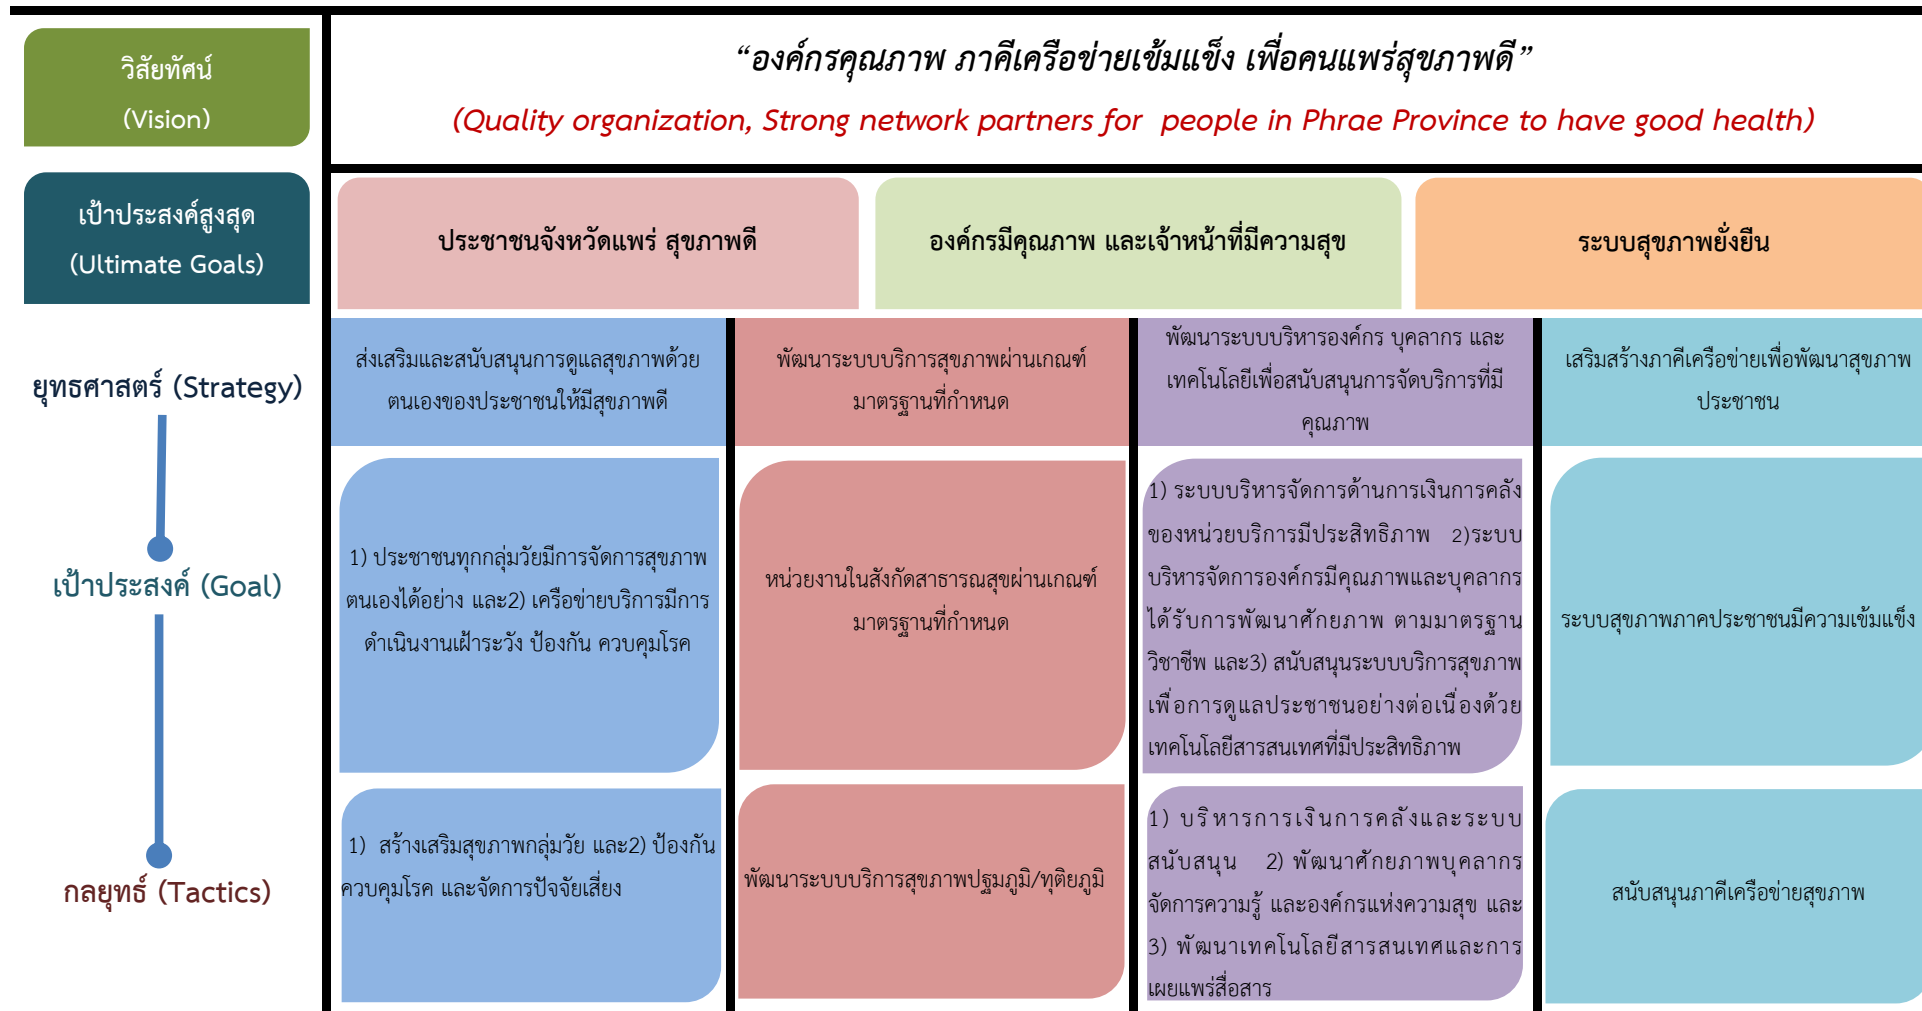 วิสัยทัศน์
(Vision)
“องค์กรคุณภาพ ภาคีเครือข่ายเข้มแข็ง เพื่อคนแพร่สุขภาพดี”
(Quality organization, Strong network partners for people in Phrae Province to have good health)
เป้าประสงค์สูงสุด
(Ultimate Goals)
ประชาชนจังหวัดแพร่ สุขภาพดี
องค์กรมีคุณภาพ และเจ้าหน้าที่มีความสุข
ระบบสุขภาพยั่งยืน
ยุทธศาสตร์ (Strategy)
ส่งเสริมและสนับสนุนการดูแลสุขภาพด้วย
ตนเองของประชาชนให้มีสุขภาพดี
พัฒนาระบบบริการสุขภาพผ่านเกณฑ์
มาตรฐานที่กำหนด
พัฒนาระบบบริหารองค์กร บุคลากร และ
เทคโนโลยีเพื่อสนับสนุนการจัดบริการที่มี
คุณภาพ
เสริมสร้างภาคีเครือข่ายเพื่อพัฒนาสุขภาพ
ประชาชน
เป้าประสงค์ (Goal)
1) ประชาชนทุกกลุ่มวัยมีการจัดการสุขภาพ
ตนเองได้อย่าง และ2) เครือข่ายบริการมีการ
ดำเนินงานเฝ้าระวัง ป้องกัน ควบคุมโรค
หน่วยงานในสังกัดสาธารณสุขผ่านเกณฑ์
มาตรฐานที่กำหนด
1) ระบบบริหารจัดการด้านการเงินการคลัง
ของหน่วยบริการมีประสิทธิภาพ 2)ระบบ
บริหารจัดการองค์กรมีคุณภาพและบุคลากร
ได้รับการพัฒนาศักยภาพ ตามมาตรฐาน
วิชาชีพ และ3) สนับสนุนระบบบริการสุขภาพ
เพื่อการดูแลประชาชนอย่างต่อเนื่องด้วย
เทคโนโลยีสารสนเทศที่มีประสิทธิภาพ
ระบบสุขภาพภาคประชาชนมีความเข้มแข็ง
กลยุทธ์ (Tactics)
1) สร้างเสริมสุขภาพกลุ่มวัย และ2) ป้องกัน
ควบคุมโรค และจัดการปัจจัยเสี่ยง
พัฒนาระบบบริการสุขภาพปฐมภูมิ/ทุติยภูมิ
1) บริหารการเงินการคลังและระบบ
สนับสนุน 2) พัฒนาศักยภาพบุคลากร
จัดการความรู้ และองค์กรแห่งความสุข และ
3) พัฒนาเทคโนโลยีสารสนเทศและการ
เผยแพร่สื่อสาร
สนับสนุนภาคีเครือข่ายสุขภาพ